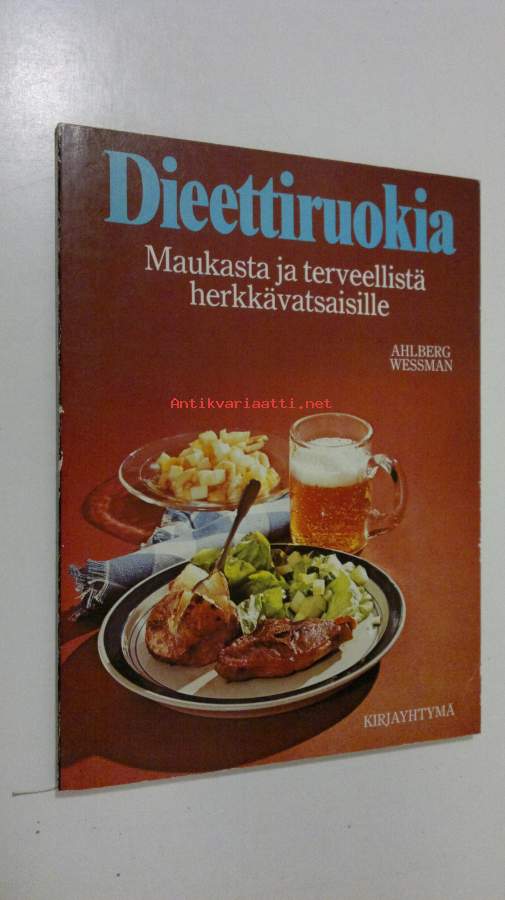 Dieettiruokia
Maukasta ja terveellistä
herkkävatsaisille
AHLBERG
WESSMAN
Antikvariaatti.net
KIRJAYHTYMÄ